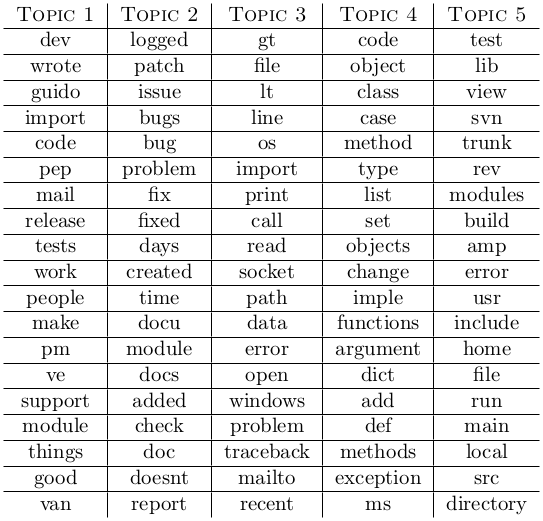 Topic 1 Topic 2 Topic 3 Topic 4 Topic 5
dev logged gt code test
wrote patch file object lib
guido issue lt class view
import bugs line case svn
code bug os method trunk
pep problem import type rev
mail fix print list modules
release fixed call set build
tests days read objects amp
work created socket change error
people time path imple usr
make docu data functions include
pm module error argument home
ve docs open dict file
support added windows add run
module check problem def main
things doc traceback methods local
good doesnt mailto exception src
van report recent ms directory